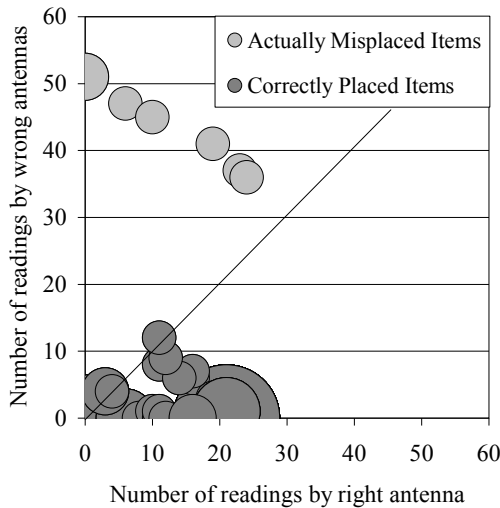 60
50
40
30
20
10
0
Number of readings by wrong antennas
Actually Misplaced Items
Correctly Placed Items
0 10 20 30 40 50 60
Number of readings by right antenna